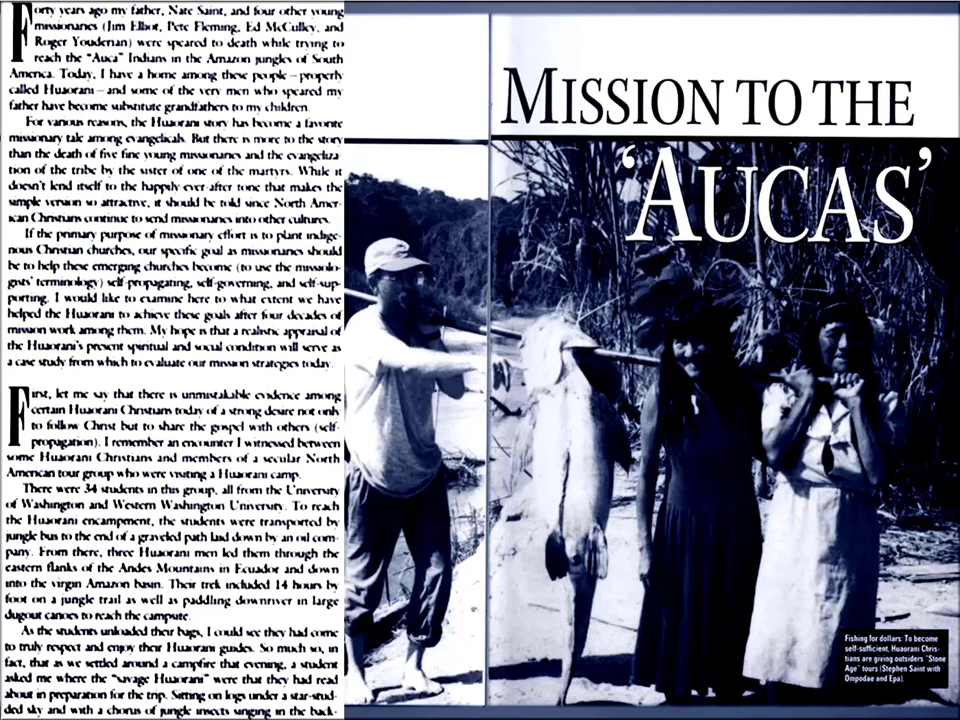 Forty years ago my father, Nate Saint, and four other young
missionaries (Jim Elliot, Pete Fleming, Ed McCulley, and
Roger Youderian) were speared to death while trying to
reach the "Auca" Indians in the Amazon jungles of South
America. Today, I have a home among these people—properly
called Huaorani—and some of the very men who speared my
father have become substitute grandfathers to my children.
For various reasons, the Huaorani story has become a favorite
missionary tale among evangelicals. But there is more to the story
than the death of five fine young missionaries and the evangeliza-
tion of the tribe by the sister of one of the martyrs. While it
doesn't lend itself to the happily-ever-after tone that makes the
simple version so attractive, it should be told since North Amer-
ican Christians continue to send missionaries into other cultures.
If the primary purpose of missionary effort is to plant indige-
nous Christian churches, our specific goal as missionaries should
be to help these emerging churches become (to use the missiolo-
gists' terminology) self-propagating, self-governing, and self-sup-
porting. I would like to examine here to what extent we have
helped the Huaorani to achieve these goals after four decades of
mission work among them. My hope is that a realistic appraisal of
the Huaorani's present spiritual and social condition will serve as
a case study from which to evaluate our mission strategies today.
First, let me say that there is unmistakable evidence among
certain Huaorani Christians today of a strong desire not only
to follow Christ but to share the gospel with others (self-
propagation). I remember an encounter I witnessed between
some Huaorani Christians and members of a secular North
American tour group who were visiting a Huaorani camp.
There were 34 students in this group, all from the University
of Washington and Western Washington University. To reach
the Huaorani encampment, the students were transported by
jungle bus to the end of a graveled path laid down by an oil com-
pany. From there, three Huaorani men led them through the
eastern flanks of the Andes Mountains in Ecuador and down
into the virgin Amazon basin. Their trek included 14 hours by
foot on a jungle trail as well as paddling downriver in large
dugout canoes to reach the campsite.
As the students unloaded their bags, I could see they had come
to truly respect and enjoy their Huaorani guides. So much so, in
fact, that as we settled around a campfire that evening, a student
asked me where the "savage Huaorani" were that they had read
about in preparation for the trip. Sitting on logs under a star-stud-
ded sky and with a chorus of jungle insects singing in the back-
MISSION TO THE
'AUCAS'
Fishing for dollars: To become
self-sufficient, Huaorani Chris-
tians are giving outsiders "Stone
Age" tours (Stephen Saint with
Ompodae and Epa).